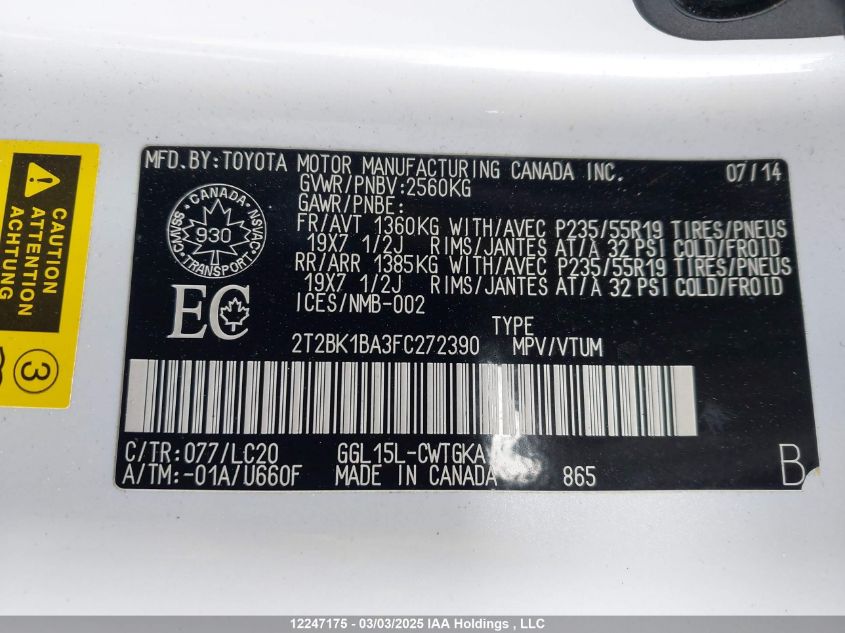 CAUTION
ATTENTION
ACHTUNG
3
MFD.BY:TOYOTA MOTOR MANUFACTURING CANADA INC. 07/14
GVWR/PNBV:2560KG
GAWR/PNBE:
FR/AVT 1360KG WITH/AVEC P235/55R19 TIRES/PNEUS
19X7 1/2J RIMS/JANTES AT/À 32 PSI COLD/FROID
RR/ARR 1385KG WITH/AVEC P235/55R19 TIRES/PNEUS
19X7 1/2J RIMS/JANTES AT/À 32 PSI COLD/FROID
ICES/NMB-002
CANADA
CMVSS NSVAC
930
TRANSPORT
EC
TYPE
2T2BK1BA3FC272390 MPV/VTUM
C/TR:077/LC20 GGL15L-CWTGKA
A/TM:-01A/U660F MADE IN CANADA 865 B
12247175 - 03/03/2025 IAA Holdings , LLC